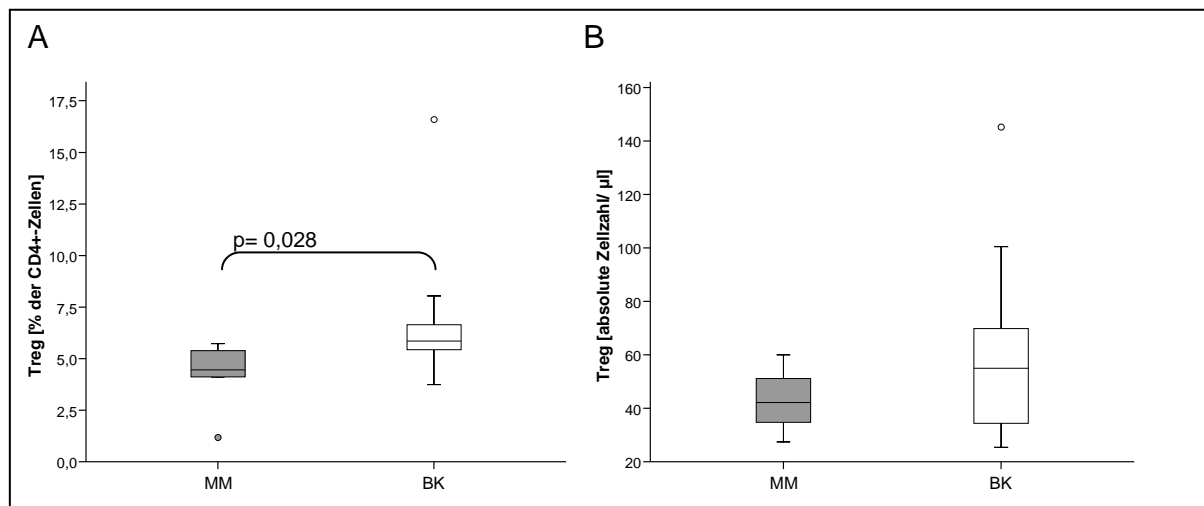 A
Treg [% der CD4+-Zellen]
17,5
15,0
12,5
10,0
7,5
5,0
2,5
0,0
p= 0,028
MM
BK
B
Treg [absolute Zellzahl/ µl]
160
140
120
100
80
60
40
20
MM
BK